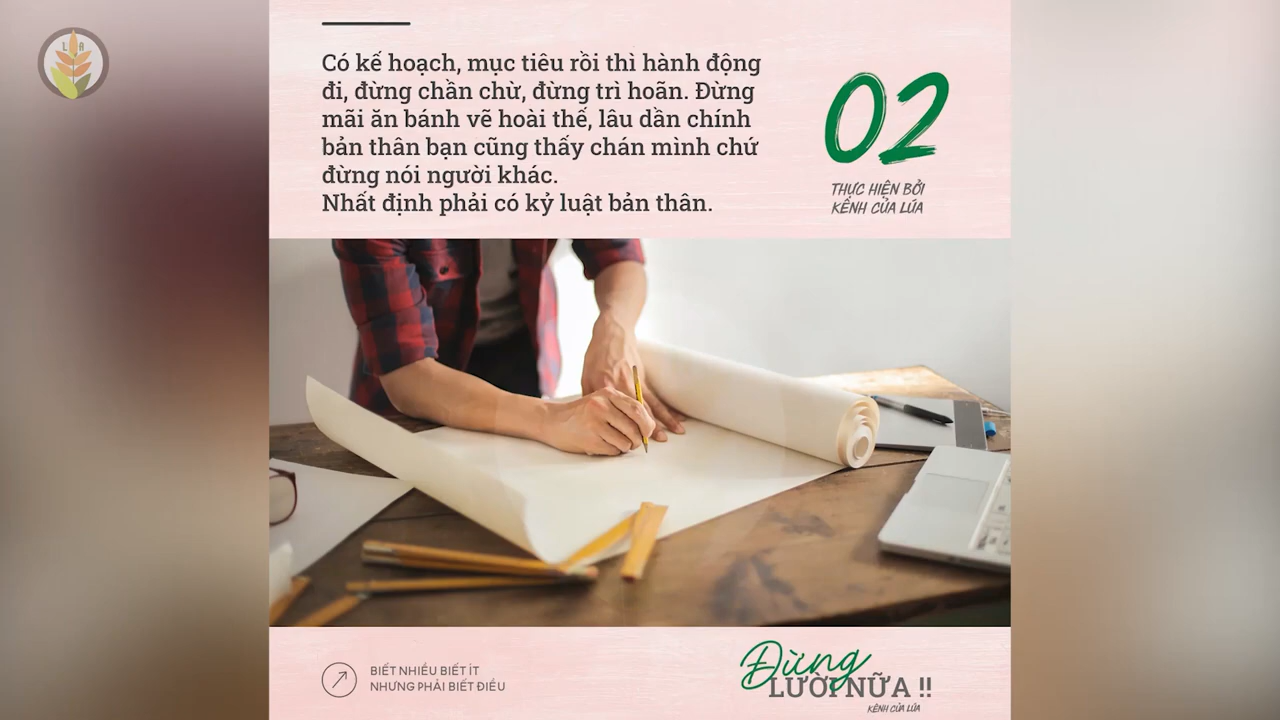 L A
Có kế hoạch, mục tiêu rồi thì hành động
đi, đừng chần chừ, đừng trì hoãn. Đừng
mãi ăn bánh vẽ hoài thế, lâu dần chính
bản thân bạn cũng thấy chán mình chứ
đừng nói người khác.
Nhất định phải có kỷ luật bản thân.
02
THỰC HIỆN BỞI
KÊNH CỦA LÚA
BIẾT NHIỀU BIẾT ÍT
NHƯNG PHẢI BIẾT ĐIỀU
Đừng
LƯỜI NỮA !!
KÊNH CỦA LÚA